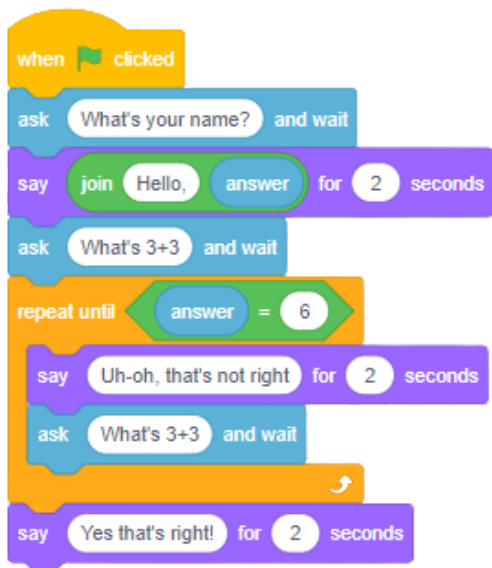 when clicked
ask What's your name? and wait
say join Hello, answer for 2 seconds
ask What's 3+3 and wait
repeat until answer = 6
say Uh-oh, that's not right for 2 seconds
ask What's 3+3 and wait
say Yes that's right! for 2 seconds